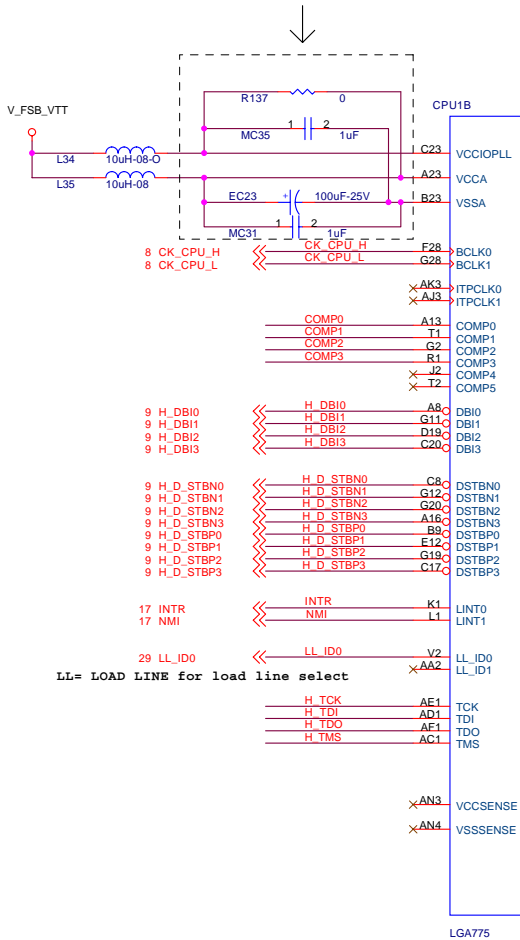 R137 0
V_FSB_VTT CPU1B
MC35 1 2 1uF
L34 10uH-08-O C23 VCCIOPLL
L35 10uH-08 A23 VCCA
EC23 + 100uF-25V B23 VSSA
MC31 1 2 1uF
8 CK_CPU_H CK_CPU_H F28 BCLK0
8 CK_CPU_L CK_CPU_L G28 BCLK1
AK3 ITPCLK0
AJ3 ITPCLK1
COMP0 A13 COMP0
COMP1 T1 COMP1
COMP2 G2 COMP2
COMP3 R1 COMP3
J2 COMP4
T2 COMP5
9 H_DBI0 H_DBI0 A8 DBI0
9 H_DBI1 H_DBI1 G11 DBI1
9 H_DBI2 H_DBI2 D19 DBI2
9 H_DBI3 H_DBI3 C20 DBI3
9 H_D_STBN0 H_D_STBN0 C8 DSTBN0
9 H_D_STBN1 H_D_STBN1 G12 DSTBN1
9 H_D_STBN2 H_D_STBN2 G20 DSTBN2
9 H_D_STBN3 H_D_STBN3 A16 DSTBN3
9 H_D_STBP0 H_D_STBP0 B9 DSTBP0
9 H_D_STBP1 H_D_STBP1 E12 DSTBP1
9 H_D_STBP2 H_D_STBP2 G19 DSTBP2
9 H_D_STBP3 H_D_STBP3 C17 DSTBP3
17 INTR INTR K1 LINT0
17 NMI NMI L1 LINT1
29 LL_ID0 LL_ID0 V2 LL_ID0
AA2 LL_ID1
LL= LOAD LINE for load line select
H_TCK AE1 TCK
H_TDI AD1 TDI
H_TDO AF1 TDO
H_TMS AC1 TMS
AN3 VCCSENSE
AN4 VSSSENSE
LGA775